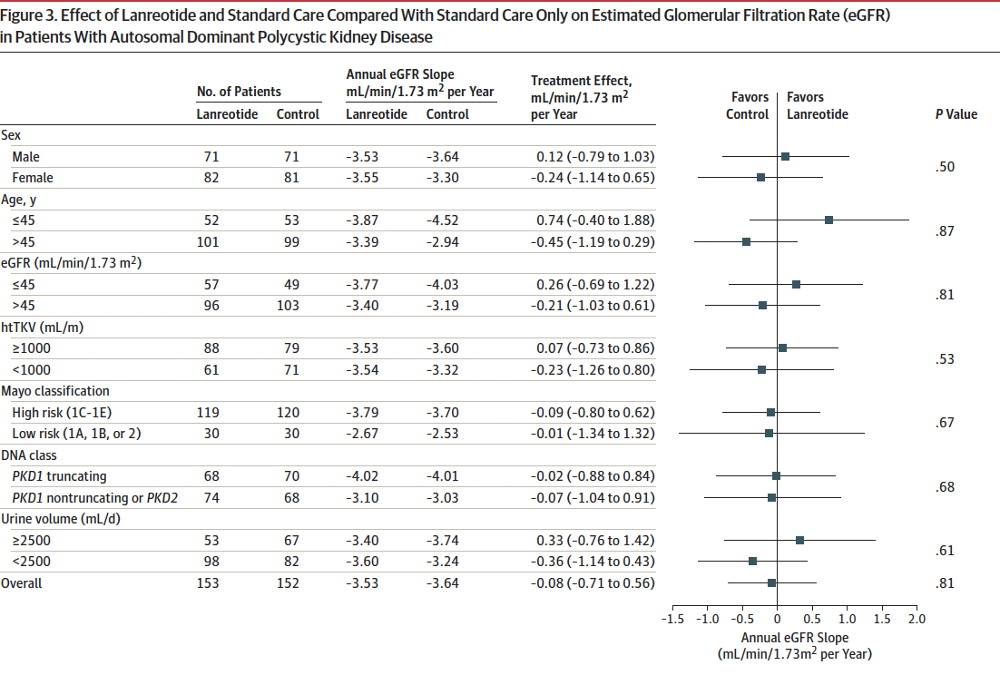 Figure 3. Effect of Lanreotide and Standard Care Compared With Standard Care Only on Estimated Glomerular Filtration Rate (eGFR)
in Patients With Autosomal Dominant Polycystic Kidney Disease
No. of Patients
Annual eGFR Slope
mL/min/1.73 m² per Year
Treatment Effect,
mL/min/1.73 m²
per Year
Favors Control
Favors Lanreotide
P Value
Lanreotide Control Lanreotide Control
Sex
Male 71 71 -3.53 -3.64 0.12 (-0.79 to 1.03)
.50
Female 82 81 -3.55 -3.30 -0.24 (-1.14 to 0.65)
Age, y
≤45 52 53 -3.87 -4.52 0.74 (-0.40 to 1.88)
.87
>45 101 99 -3.39 -2.94 -0.45 (-1.19 to 0.29)
eGFR (mL/min/1.73 m²)
≤45 57 49 -3.77 -4.03 0.26 (-0.69 to 1.22)
.81
>45 96 103 -3.40 -3.19 -0.21 (-1.03 to 0.61)
htTKV (mL/m)
≥1000 88 79 -3.53 -3.60 0.07 (-0.73 to 0.86)
.53
<1000 61 71 -3.54 -3.32 -0.23 (-1.26 to 0.80)
Mayo classification
High risk (1C-1E) 119 120 -3.79 -3.70 -0.09 (-0.80 to 0.62)
.67
Low risk (1A, 1B, or 2) 30 30 -2.67 -2.53 -0.01 (-1.34 to 1.32)
DNA class
PKD1 truncating 68 70 -4.02 -4.01 -0.02 (-0.88 to 0.84)
.68
PKD1 nontruncating or PKD2 74 68 -3.10 -3.03 -0.07 (-1.04 to 0.91)
Urine volume (mL/d)
≥2500 53 67 -3.40 -3.74 0.33 (-0.76 to 1.42)
.61
<2500 98 82 -3.60 -3.24 -0.36 (-1.14 to 0.43)
Overall 153 152 -3.53 -3.64 -0.08 (-0.71 to 0.56) .81
-1.5 -1.0 -0.5 0 0.5 1.0 1.5 2.0
Annual eGFR Slope
(mL/min/1.73m² per Year)